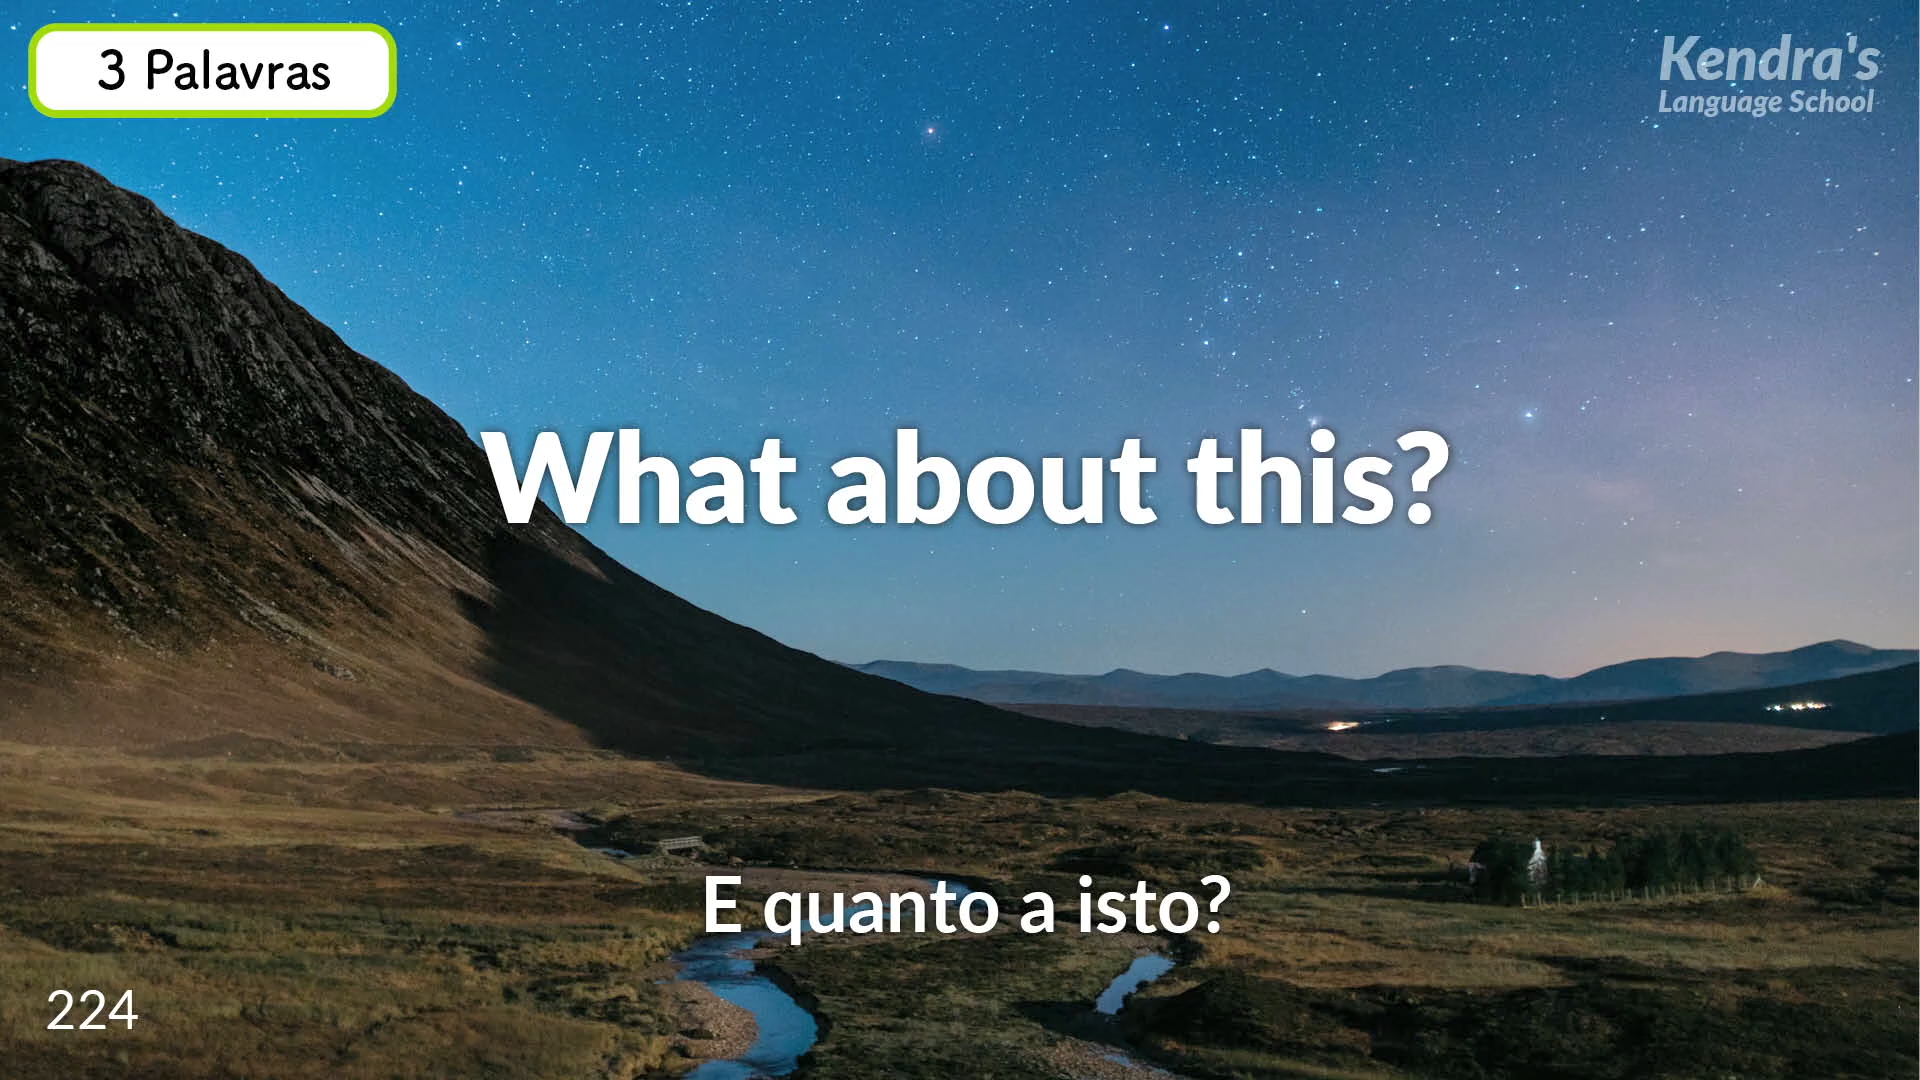 3 Palavras
Kendra's
Language School
What about this?
E quanto a isto?
224